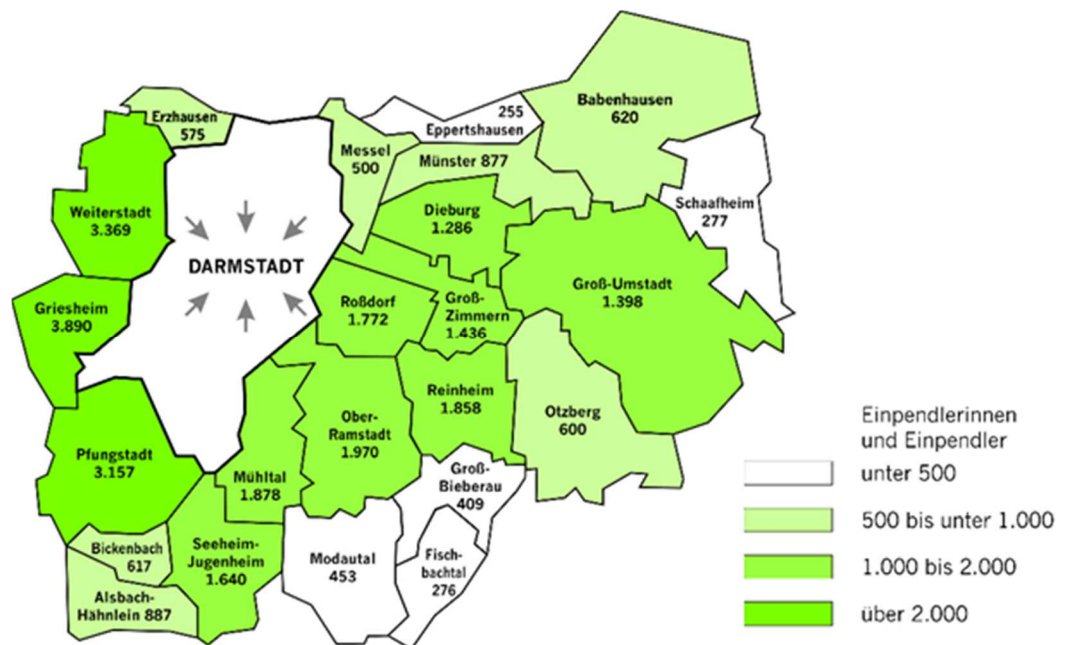 Erzhausen
575
Messel
500
255
Eppertshausen
Babenhausen
620
Münster 877
Schaafheim
277
Weiterstadt
3.369
Dieburg
1.286
DARMSTADT
Griesheim
3.890
Roßdorf
1.772
Groß-
Zimmern
1.436
Groß-Umstadt
1.398
Reinheim
1.858
Otzberg
600
Ober-
Ramstadt
1.970
Pfungstadt
3.157
Mühltal
1.878
Groß-
Bieberau
409
Bickenbach
617
Seeheim-
Jugenheim
1.640
Modautal
453
Fisch-
bachtal
276
Alsbach-
Hähnlein 887
Einpendlerinnen
und Einpendler
unter 500
500 bis unter 1.000
1.000 bis 2.000
über 2.000